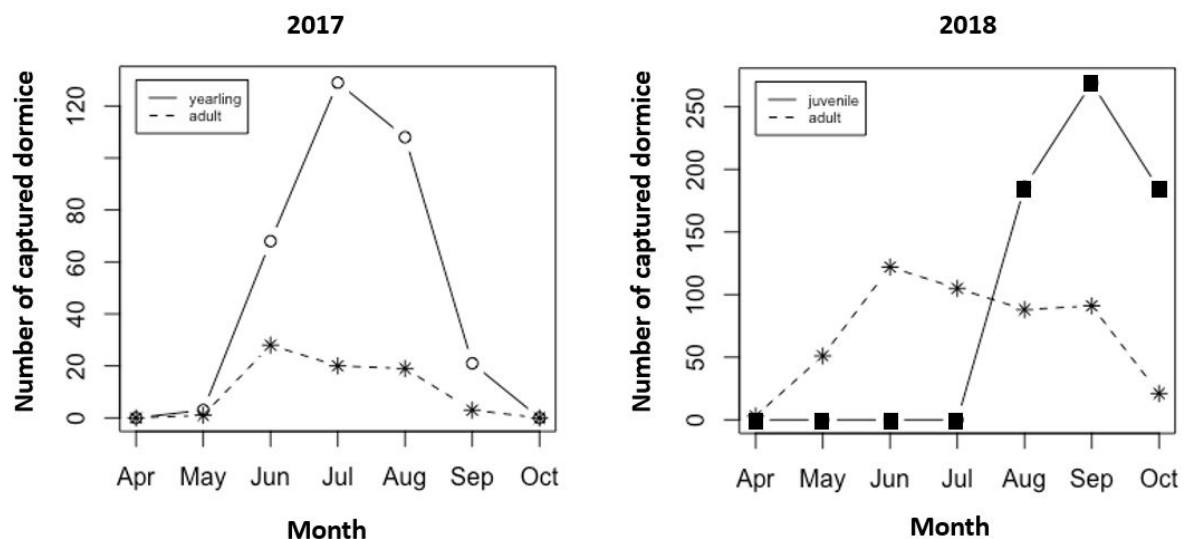 2017
yearling
adult
Number of captured dormice
0
20
40
60
80
120
Apr May Jun Jul Aug Sep Oct
Month
2018
juvenile
adult
Number of captured dormice
0
50
100
150
200
250
Apr May Jun Jul Aug Sep Oct
Month